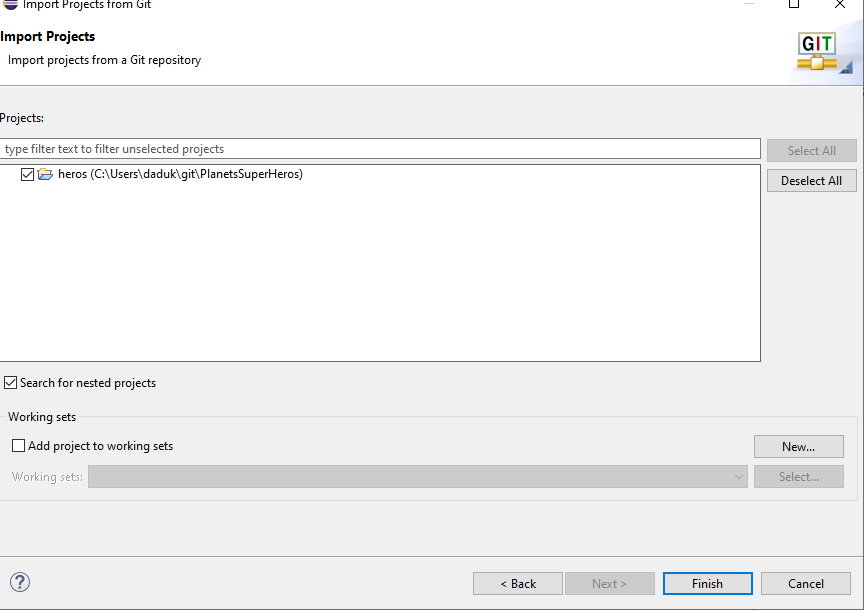 Import Projects from Git
Import Projects
Import projects from a Git repository
GIT
Projects:
type filter text to filter unselected projects
Select All
heros (C:\Users\daduk\git\PlanetsSuperHeros)
Deselect All
Search for nested projects
Working sets
Add project to working sets
New...
Working sets:
Select...
?
< Back
Next >
Finish
Cancel